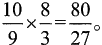 10/9 × 8/3 = 80/27。